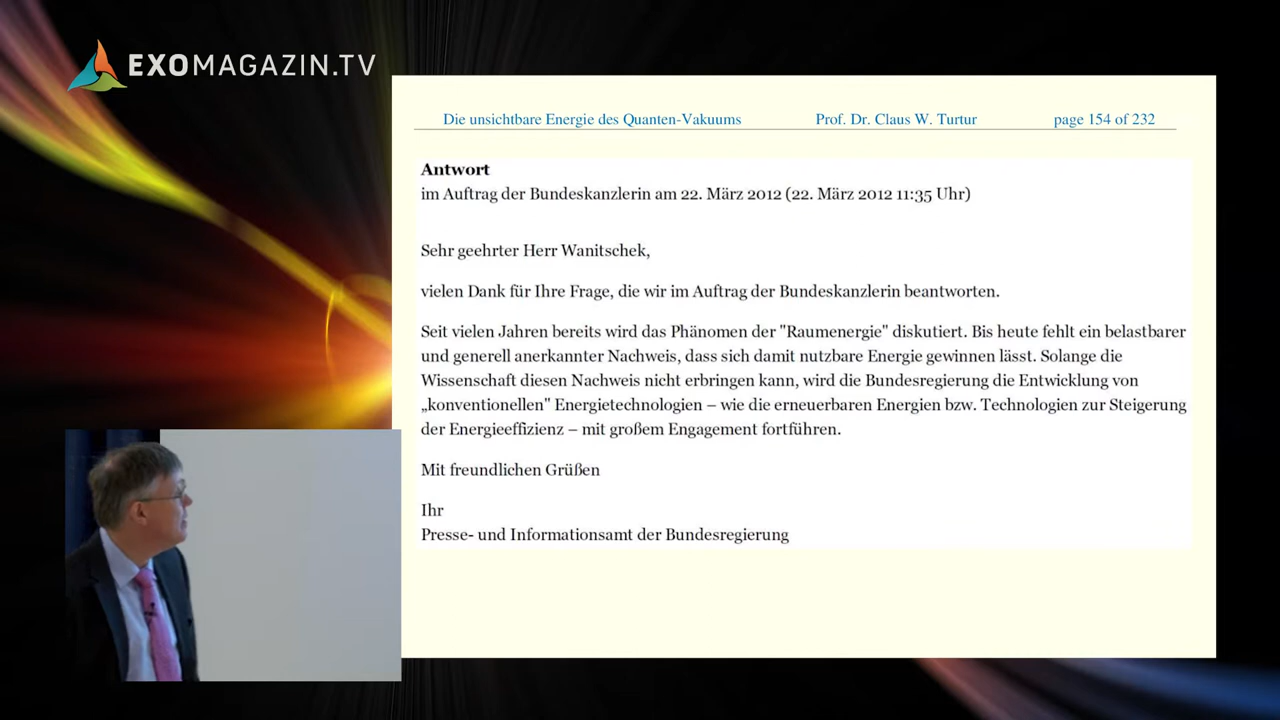 EXOMAGAZIN.TV
Die unsichtbare Energie des Quanten-Vakuums Prof. Dr. Claus W. Turtur page 154 of 232
Antwort
im Auftrag der Bundeskanzlerin am 22. März 2012 (22. März 2012 11:35 Uhr)
Sehr geehrter Herr Wanitschek,
vielen Dank für Ihre Frage, die wir im Auftrag der Bundeskanzlerin beantworten.
Seit vielen Jahren bereits wird das Phänomen der "Raumenergie" diskutiert. Bis heute fehlt ein belastbarer
und generell anerkannter Nachweis, dass sich damit nutzbare Energie gewinnen lässt. Solange die
Wissenschaft diesen Nachweis nicht erbringen kann, wird die Bundesregierung die Entwicklung von
„konventionellen" Energietechnologien – wie die erneuerbaren Energien bzw. Technologien zur Steigerung
der Energieeffizienz – mit großem Engagement fortführen.
Mit freundlichen Grüßen
Ihr
Presse- und Informationsamt der Bundesregierung